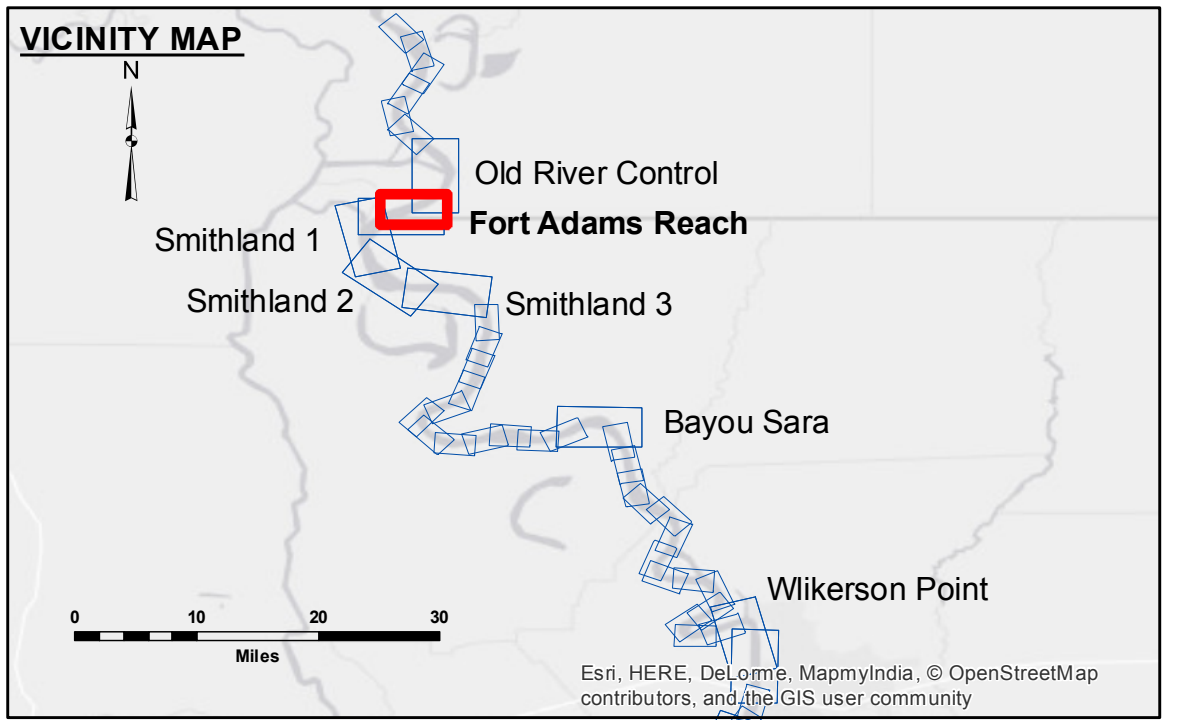 VICINITY MAP
N
Old River Control
Fort Adams Reach
Smithland 1
Smithland 2
Smithland 3
Bayou Sara
Wlikerson Point
0 10 20 30
Miles
Esri, HERE, DeLorme, MapmyIndia, © OpenStreetMap
contributors, and the GIS user community